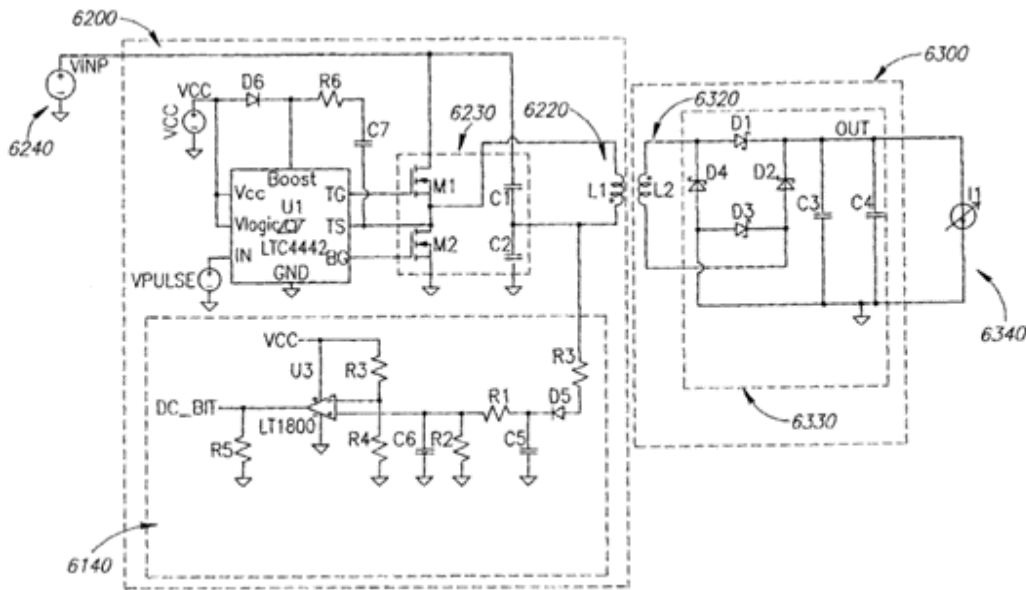 6200
6300
VINP
VCC
D6
R6
6230
6220
6320
D1
OUT
6240
VCC
C7
Boost
Vcc
TG
M1
C1
L1
L2
D4
D2
C3
C4
I1
U1
Vlogic
TS
D3
LTC4442
IN
BG
M2
C2
VPULSE
GND
6340
VCC
R3
U3
R3
R1
D5
6330
DC_BIT
LT1800
R5
R4
C6
R2
C5
6140